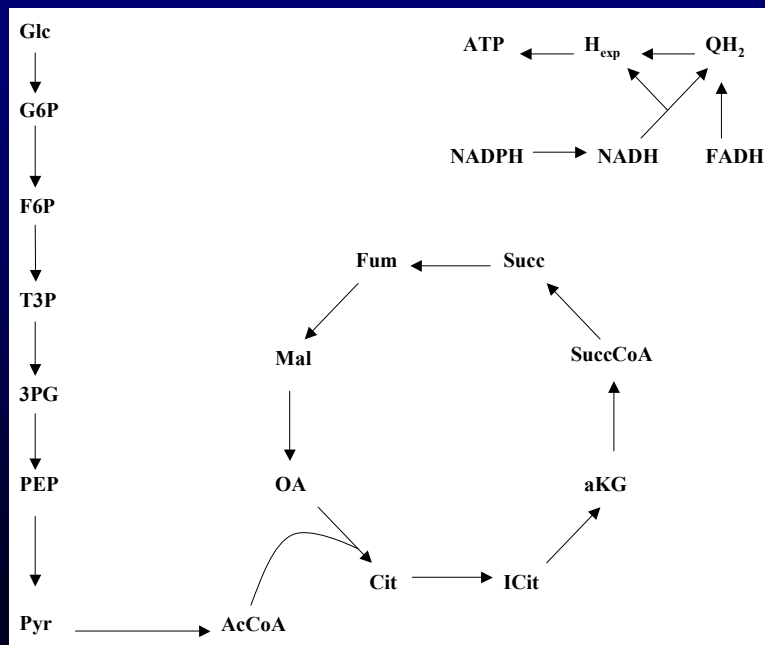 Glc
G6P
F6P
T3P
3PG
PEP
Pyr
AcCoA
ATP
H_exp
QH₂
NADPH
NADH
FADH
Fum
Succ
Mal
SuccCoA
OA
aKG
Cit
ICit